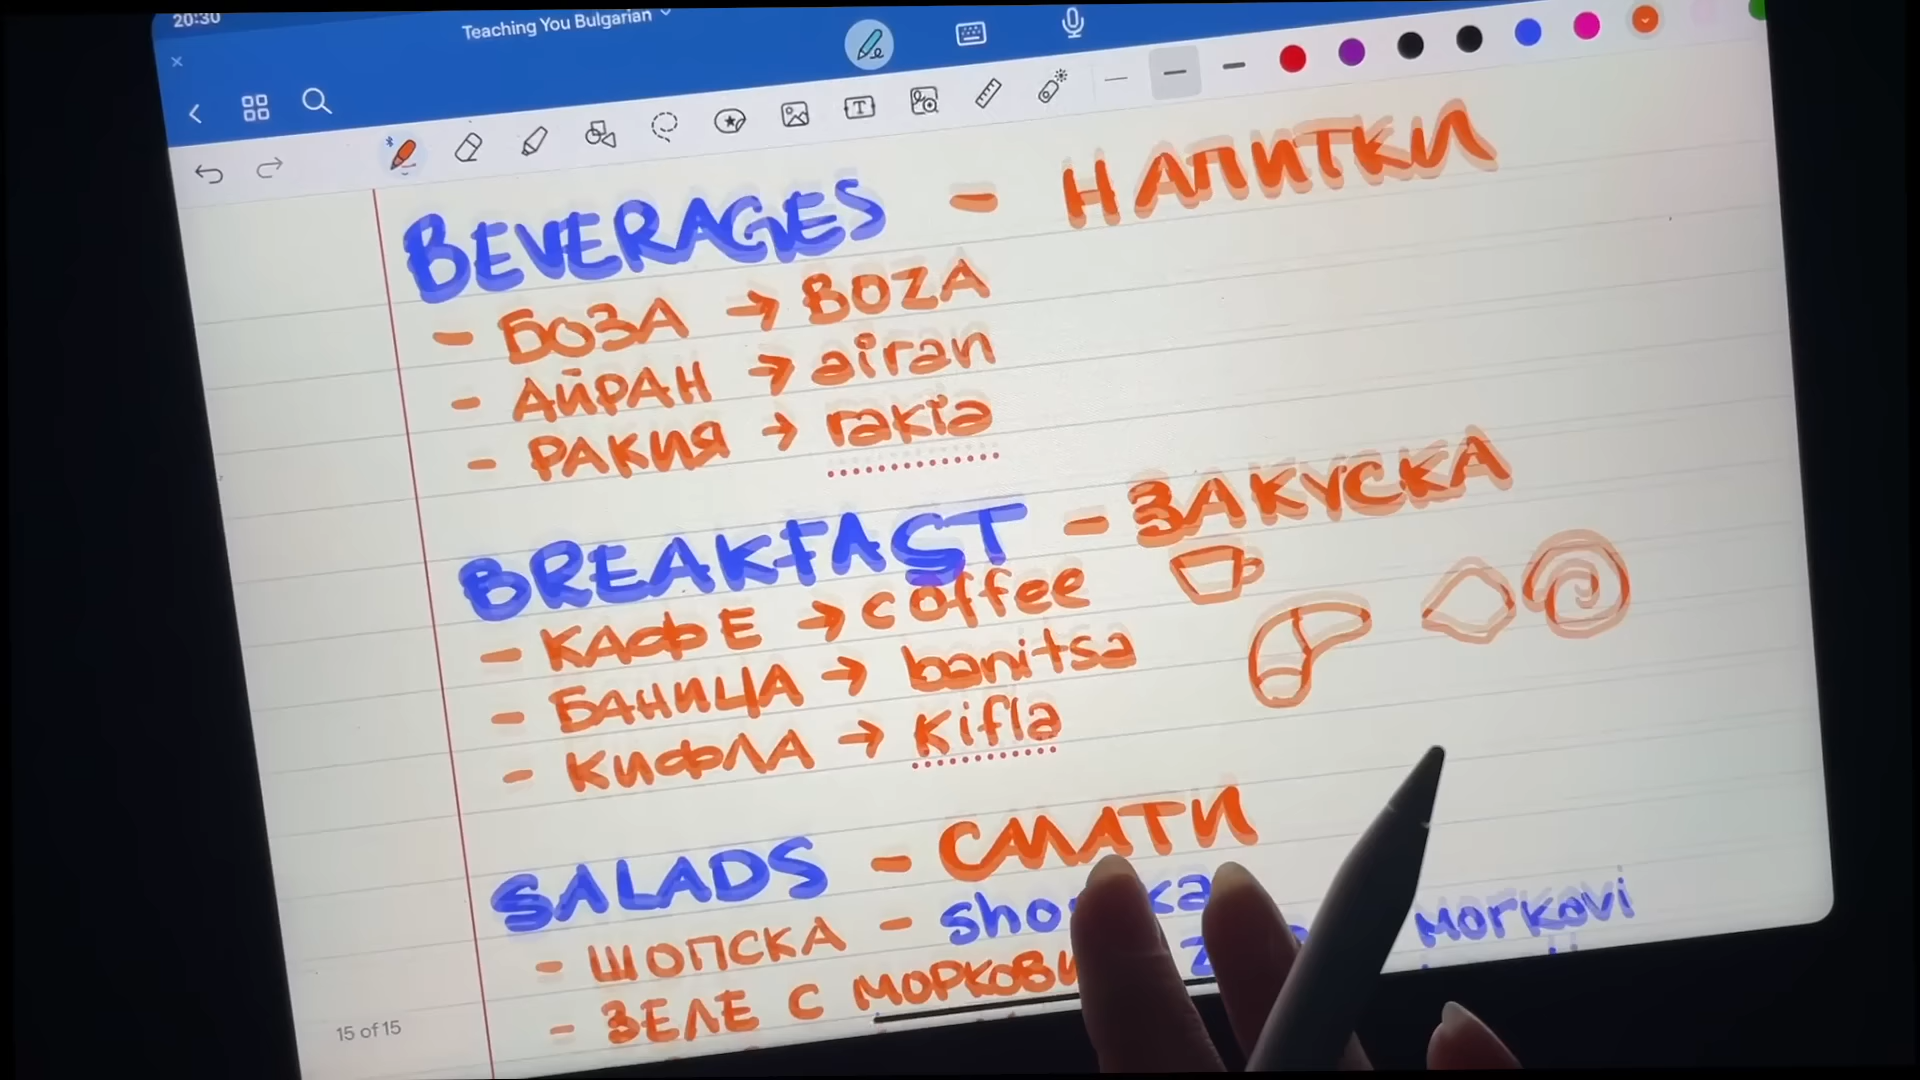 20:30
Teaching You Bulgarian
BEVERAGES - НАПИТКИ
- БОЗА → BOZA
- АЙРАН → airan
- РАКИЯ → rakia
BREAKFAST - ЗАКУСКА
- КАФЕ → coffee
- БАНИЦА → banitsa
- КИФЛА → kifla
SALADS - САЛАТИ
- ШОПСКА -
- ЗЕЛЕ С МОРКОВИ morkovi
15 of 15